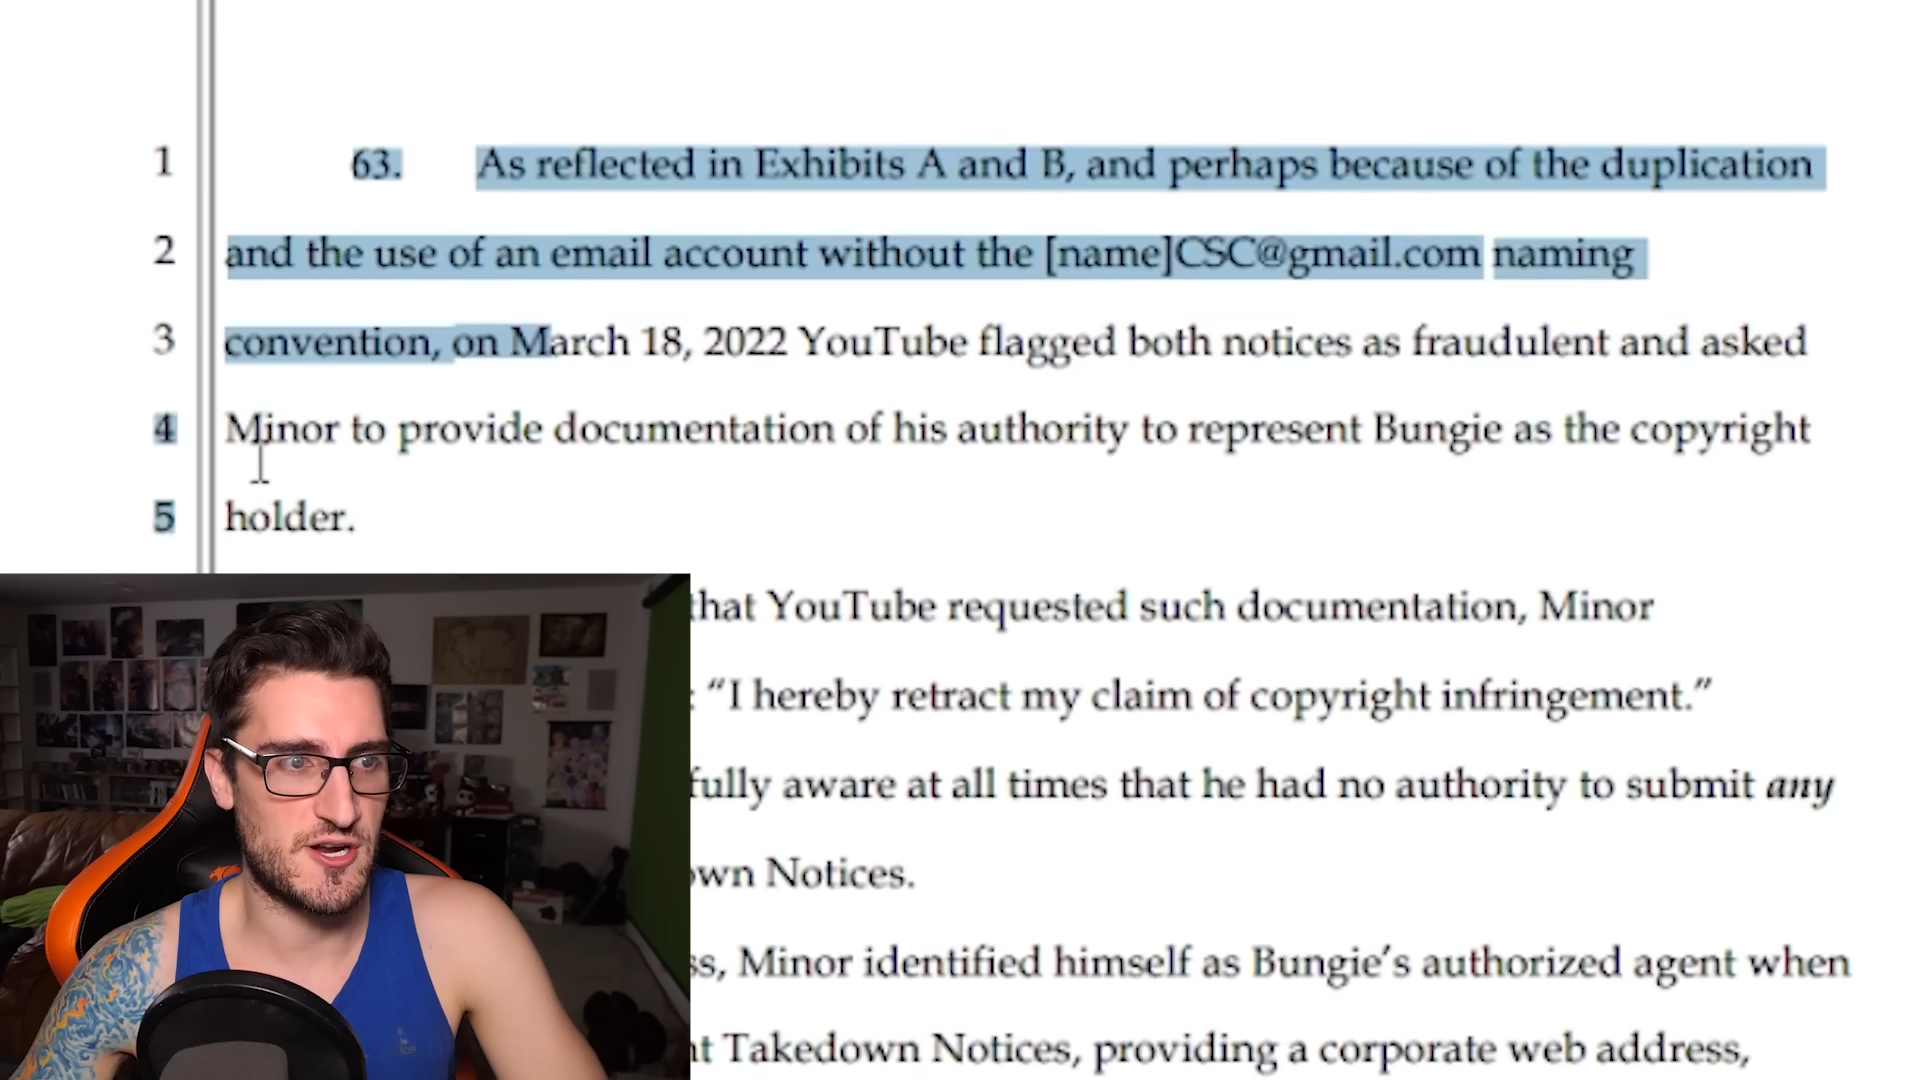 1 63. As reflected in Exhibits A and B, and perhaps because of the duplication
2 and the use of an email account without the [name]CSC@gmail.com naming
3 convention, on March 18, 2022 YouTube flagged both notices as fraudulent and asked
4 Minor to provide documentation of his authority to represent Bungie as the copyright
5 holder.
that YouTube requested such documentation, Minor
: “I hereby retract my claim of copyright infringement.”
fully aware at all times that he had no authority to submit any
own Notices.
ss, Minor identified himself as Bungie’s authorized agent when
nt Takedown Notices, providing a corporate web address,